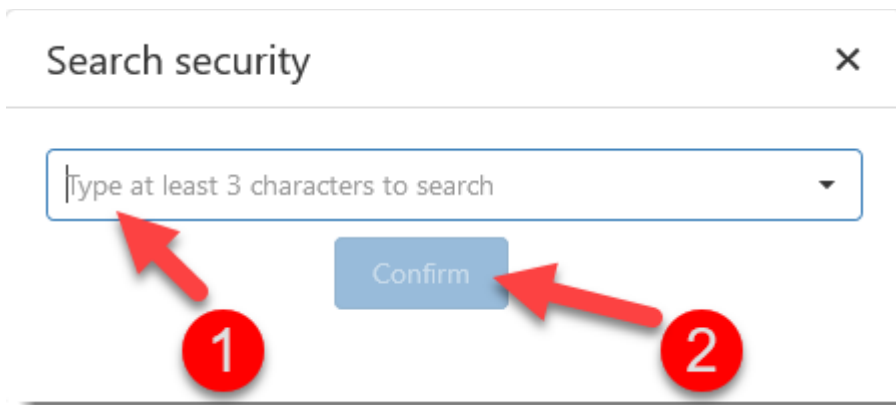 Search security
Type at least 3 characters to search
Confirm
1
2